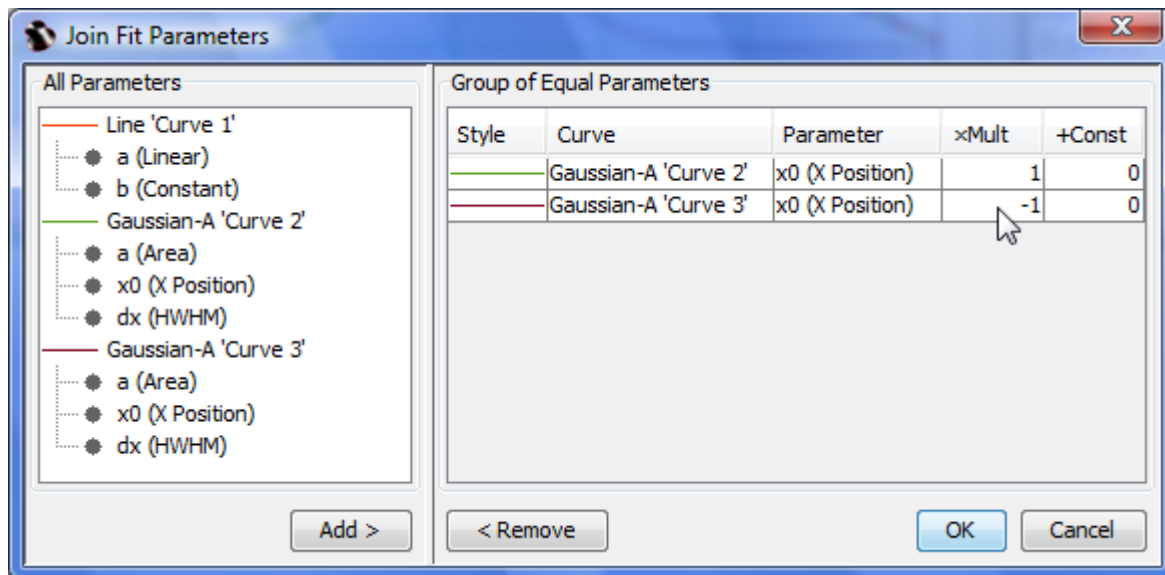 Join Fit Parameters
x
All Parameters
Line 'Curve 1'
a (Linear)
b (Constant)
Gaussian-A 'Curve 2'
a (Area)
x0 (X Position)
dx (HWHM)
Gaussian-A 'Curve 3'
a (Area)
x0 (X Position)
dx (HWHM)
Add >
Group of Equal Parameters
Style Curve Parameter ×Mult +Const
Gaussian-A 'Curve 2' x0 (X Position) 1 0
Gaussian-A 'Curve 3' x0 (X Position) -1 0
< Remove OK Cancel